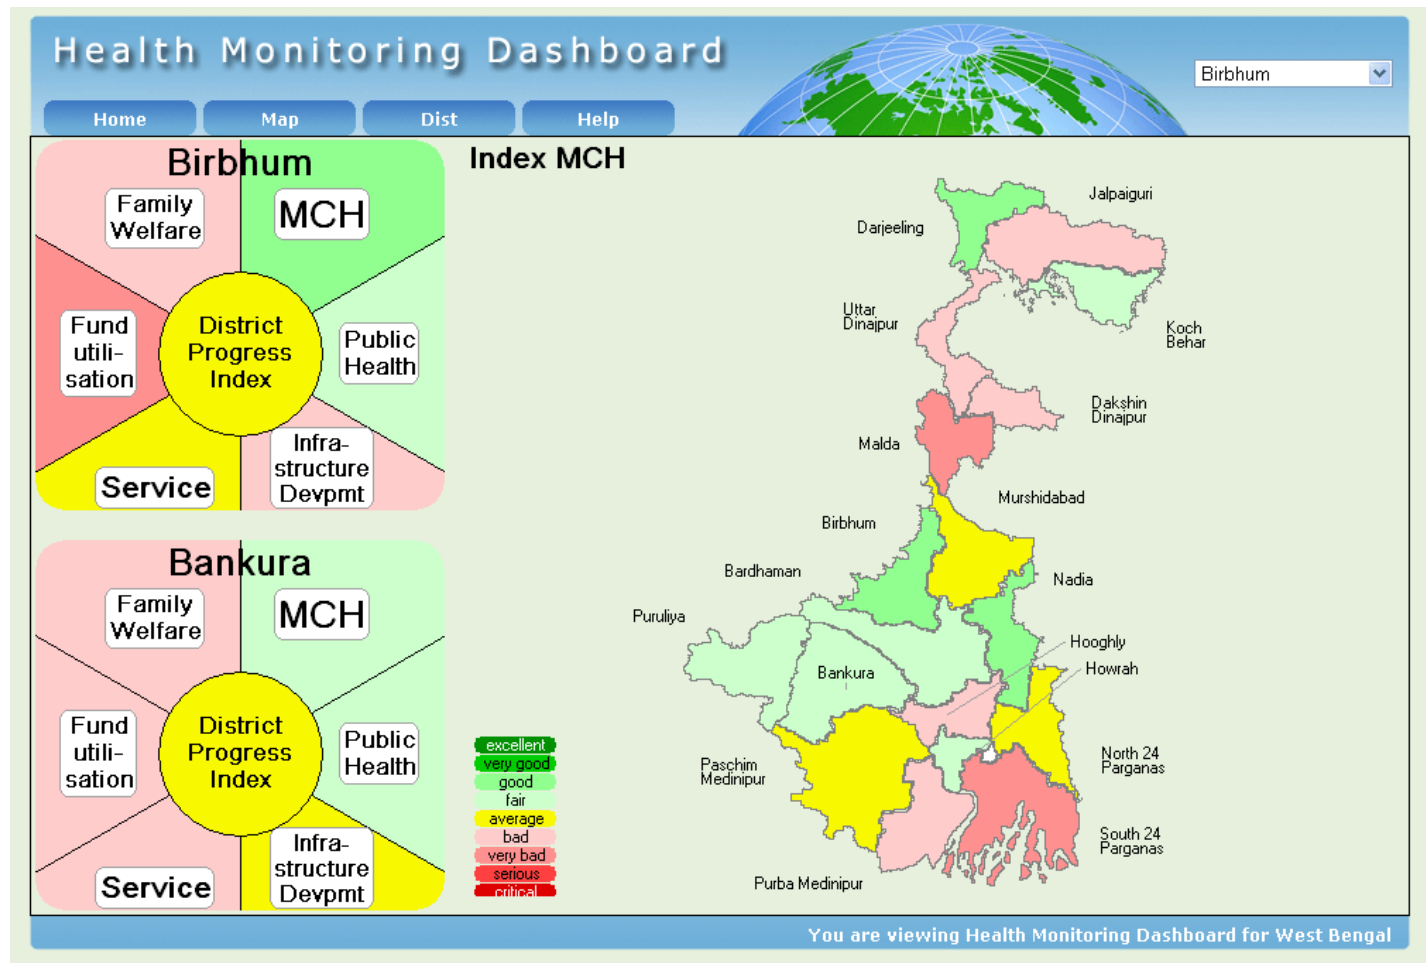 Health Monitoring Dashboard
Birbhum
Home
Map
Dist
Help
Birbhum
Family
Welfare
MCH
Fund
utili-
sation
District
Progress
Index
Public
Health
Service
Infra-
structure
Devpmt
Bankura
Family
Welfare
MCH
Fund
utili-
sation
District
Progress
Index
Public
Health
Service
Infra-
structure
Devpmt
Index MCH
Jalpaiguri
Darjeeling
Uttar
Dinajpur
Koch
Behar
Dakshin
Dinajpur
Malda
Murshidabad
Birbhum
Bardhaman
Nadia
Puruliya
Hooghly
Howrah
Bankura
Paschim
Medinipur
North 24
Parganas
South 24
Parganas
Purba Medinipur
excellent
very good
good
fair
average
bad
very bad
serious
critical
You are viewing Health Monitoring Dashboard for West Bengal